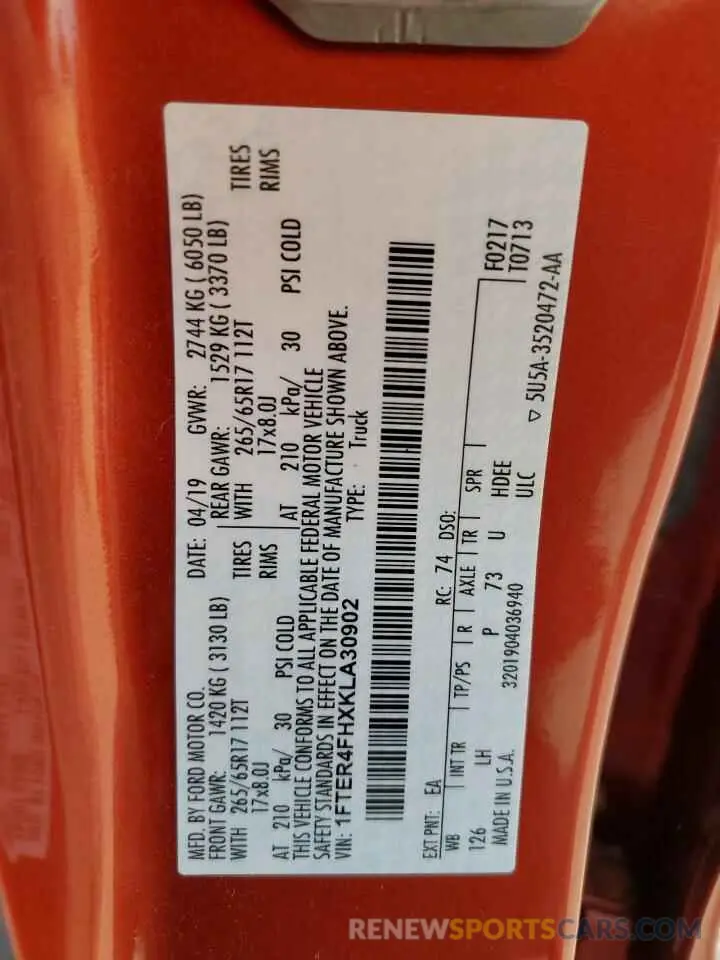 MFD. BY FORD MOTOR CO.
DATE: 04/19 GVWR: 2744 KG ( 6050 LB)
FRONT GAWR: 1420 KG ( 3130 LB)
REAR GAWR: 1529 KG ( 3370 LB)
WITH 265/65R17 112T TIRES
WITH 265/65R17 112T TIRES
17x8.0J RIMS
17x8.0J RIMS
AT 210 kPa/ 30 PSI COLD
AT 210 kPa/ 30 PSI COLD
THIS VEHICLE CONFORMS TO ALL APPLICABLE FEDERAL MOTOR VEHICLE
SAFETY STANDARDS IN EFFECT ON THE DATE OF MANUFACTURE SHOWN ABOVE.
VIN: 1FTER4FHXKLA30902 TYPE: Truck
EXT PNT: EA RC: 74 DSO:
F0217
T0713
WB INT TR TP/PS R AXLE TR SPR
126 LH P 73 U HDEE
ULC
MADE IN U.S.A. 3201904036940 ▽ 5U5A-3520472-AA
RENEWSPORTSCARS.COM